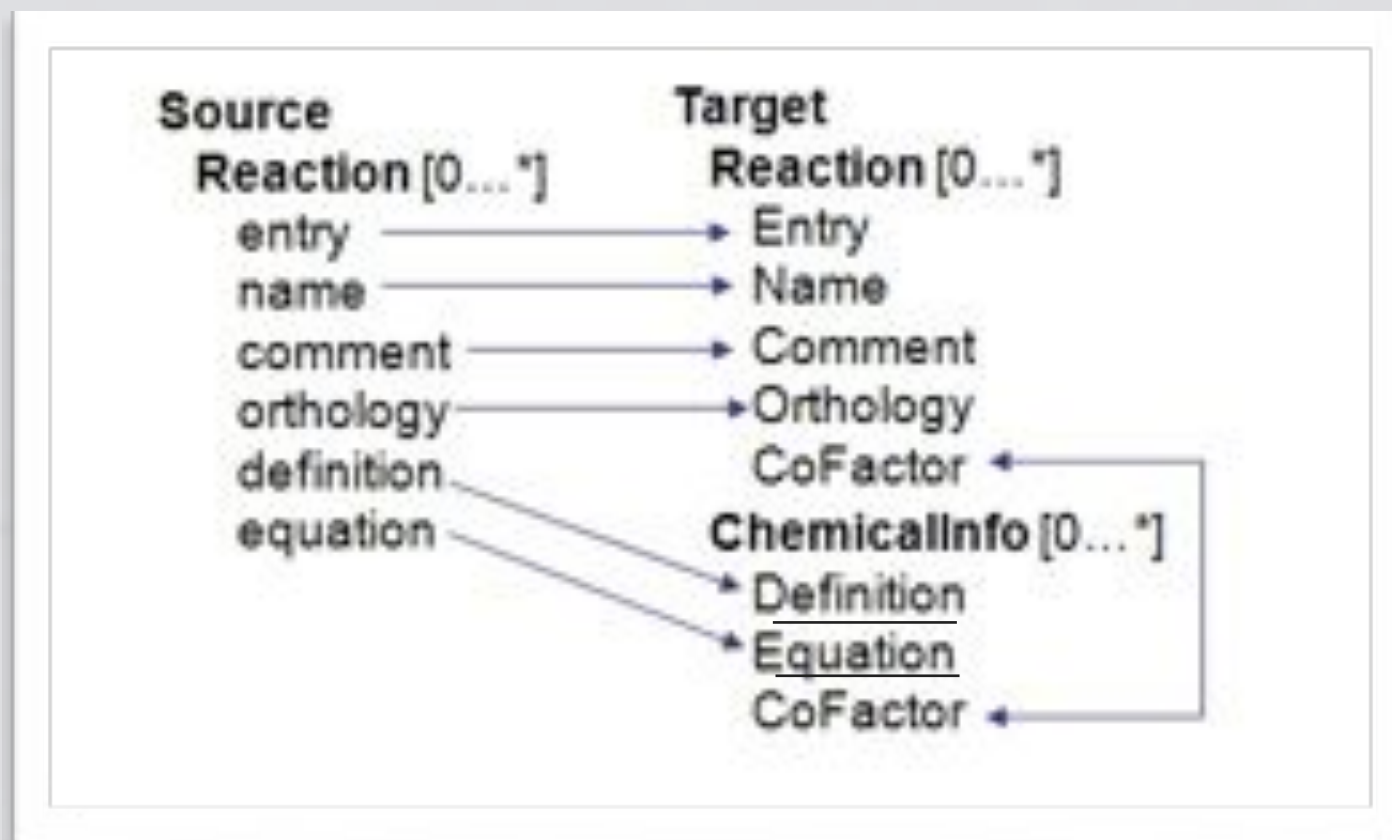 Source
Reaction [0...*]
entry
name
comment
orthology
definition
equation
Target
Reaction [0...*]
Entry
Name
Comment
Orthology
CoFactor
ChemicalInfo [0...*]
Definition
Equation
CoFactor